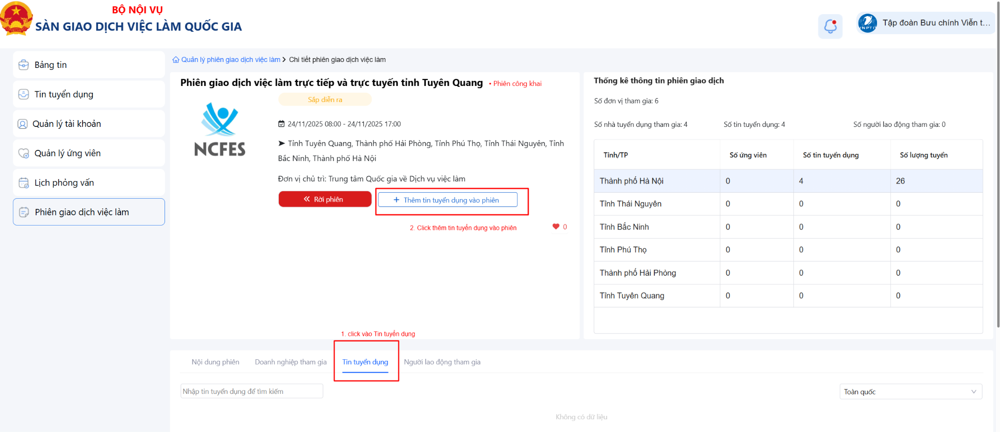 BỘ NỘI VỤ
SÀN GIAO DỊCH VIỆC LÀM QUỐC GIA
VNPT IT
Tập đoàn Bưu chính Viễn t...
Bảng tin
Tin tuyển dụng
Quản lý tài khoản
Quản lý ứng viên
Lịch phỏng vấn
Phiên giao dịch việc làm
Quản lý phiên giao dịch việc làm > Chi tiết phiên giao dịch việc làm
Phiên giao dịch việc làm trực tiếp và trực tuyến tỉnh Tuyên Quang • Phiên công khai
Sắp diễn ra
NCFES
24/11/2025 08:00 - 24/11/2025 17:00
Tỉnh Tuyên Quang, Thành phố Hải Phòng, Tỉnh Phú Thọ, Tỉnh Thái Nguyên, Tỉnh
Bắc Ninh, Thành phố Hà Nội
Đơn vị chủ trì: Trung tâm Quốc gia về Dịch vụ việc làm
« Rời phiên
+ Thêm tin tuyển dụng vào phiên
2. Click thêm tin tuyển dụng vào phiên
0
Thống kê thông tin phiên giao dịch
Số đơn vị tham gia: 6
Số nhà tuyển dụng tham gia: 4 Số tin tuyển dụng: 4 Số người lao động tham gia: 0
Tỉnh/TP Số ứng viên Số tin tuyển dụng Số lượng tuyển
Thành phố Hà Nội 0 4 26
Tỉnh Thái Nguyên 0 0 0
Tỉnh Bắc Ninh 0 0 0
Tỉnh Phú Thọ 0 0 0
Thành phố Hải Phòng 0 0 0
Tỉnh Tuyên Quang 0 0 0
1. click vào Tin tuyển dụng
Nội dung phiên Doanh nghiệp tham gia Tin tuyển dụng Người lao động tham gia
Nhập tin tuyển dụng để tìm kiếm
Toàn quốc
Không có dữ liệu